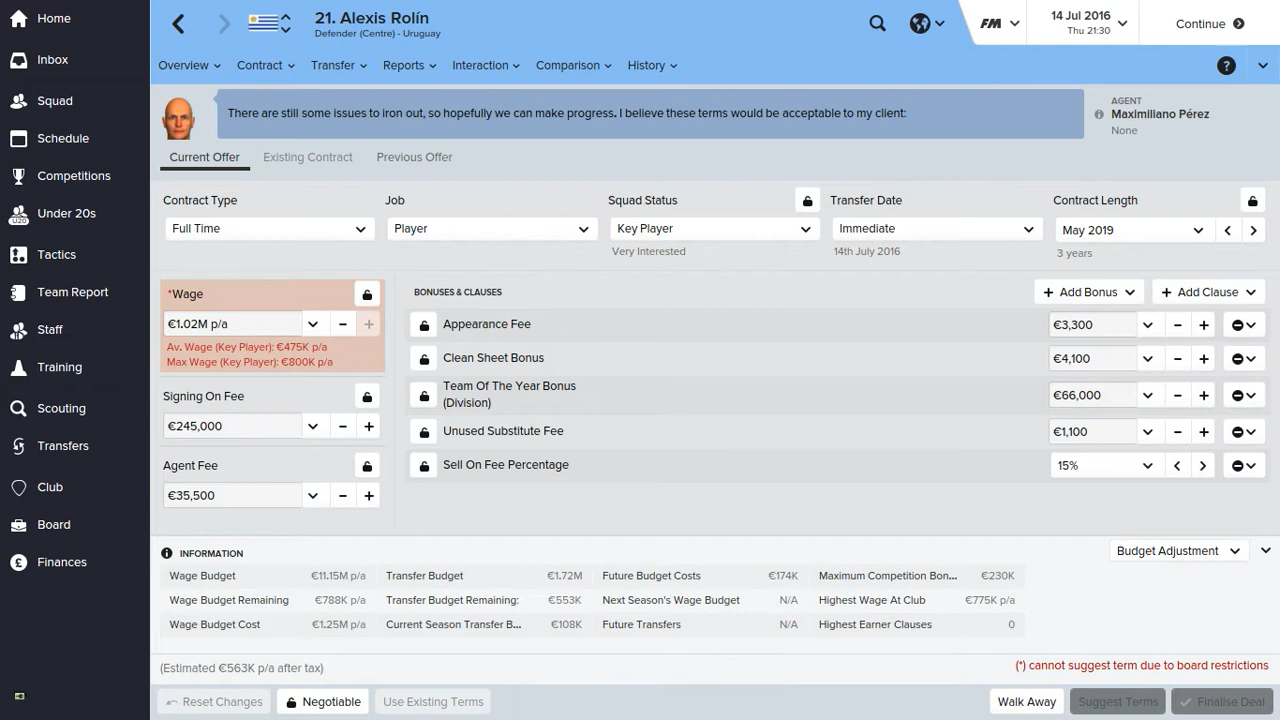 Home
Inbox
Squad
Schedule
Competitions
U20
Under 20s
Tactics
Team Report
Staff
Training
Scouting
Transfers
Club
Board
Finances
21. Alexis Rolín
Defender (Centre) - Uruguay
FM
14 Jul 2016
Thu 21:30
Continue
Overview
Contract
Transfer
Reports
Interaction
Comparison
History
?
There are still some issues to iron out, so hopefully we can make progress. I believe these terms would be acceptable to my client:
AGENT
Maximiliano Pérez
None
Current Offer
Existing Contract
Previous Offer
Contract Type
Job
Squad Status
Transfer Date
Contract Length
Full Time
Player
Key Player
Immediate
May 2019
Very Interested
14th July 2016
3 years
*Wage
€1.02M p/a
Av. Wage (Key Player): €475K p/a
Max Wage (Key Player): €800K p/a
Signing On Fee
€245,000
Agent Fee
€35,500
BONUSES & CLAUSES
Add Bonus
Add Clause
Appearance Fee €3,300
Clean Sheet Bonus €4,100
Team Of The Year Bonus
(Division) €66,000
Unused Substitute Fee €1,100
Sell On Fee Percentage 15%
INFORMATION
Budget Adjustment
Wage Budget €11.15M p/a Transfer Budget €1.72M Future Budget Costs €174K Maximum Competition Bon... €230K
Wage Budget Remaining €788K p/a Transfer Budget Remaining: €553K Next Season's Wage Budget N/A Highest Wage At Club €775K p/a
Wage Budget Cost €1.25M p/a Current Season Transfer B... €108K Future Transfers N/A Highest Earner Clauses 0
(Estimated €563K p/a after tax)
(*) cannot suggest term due to board restrictions
Reset Changes
Negotiable
Use Existing Terms
Walk Away
Suggest Terms
Finalise Deal